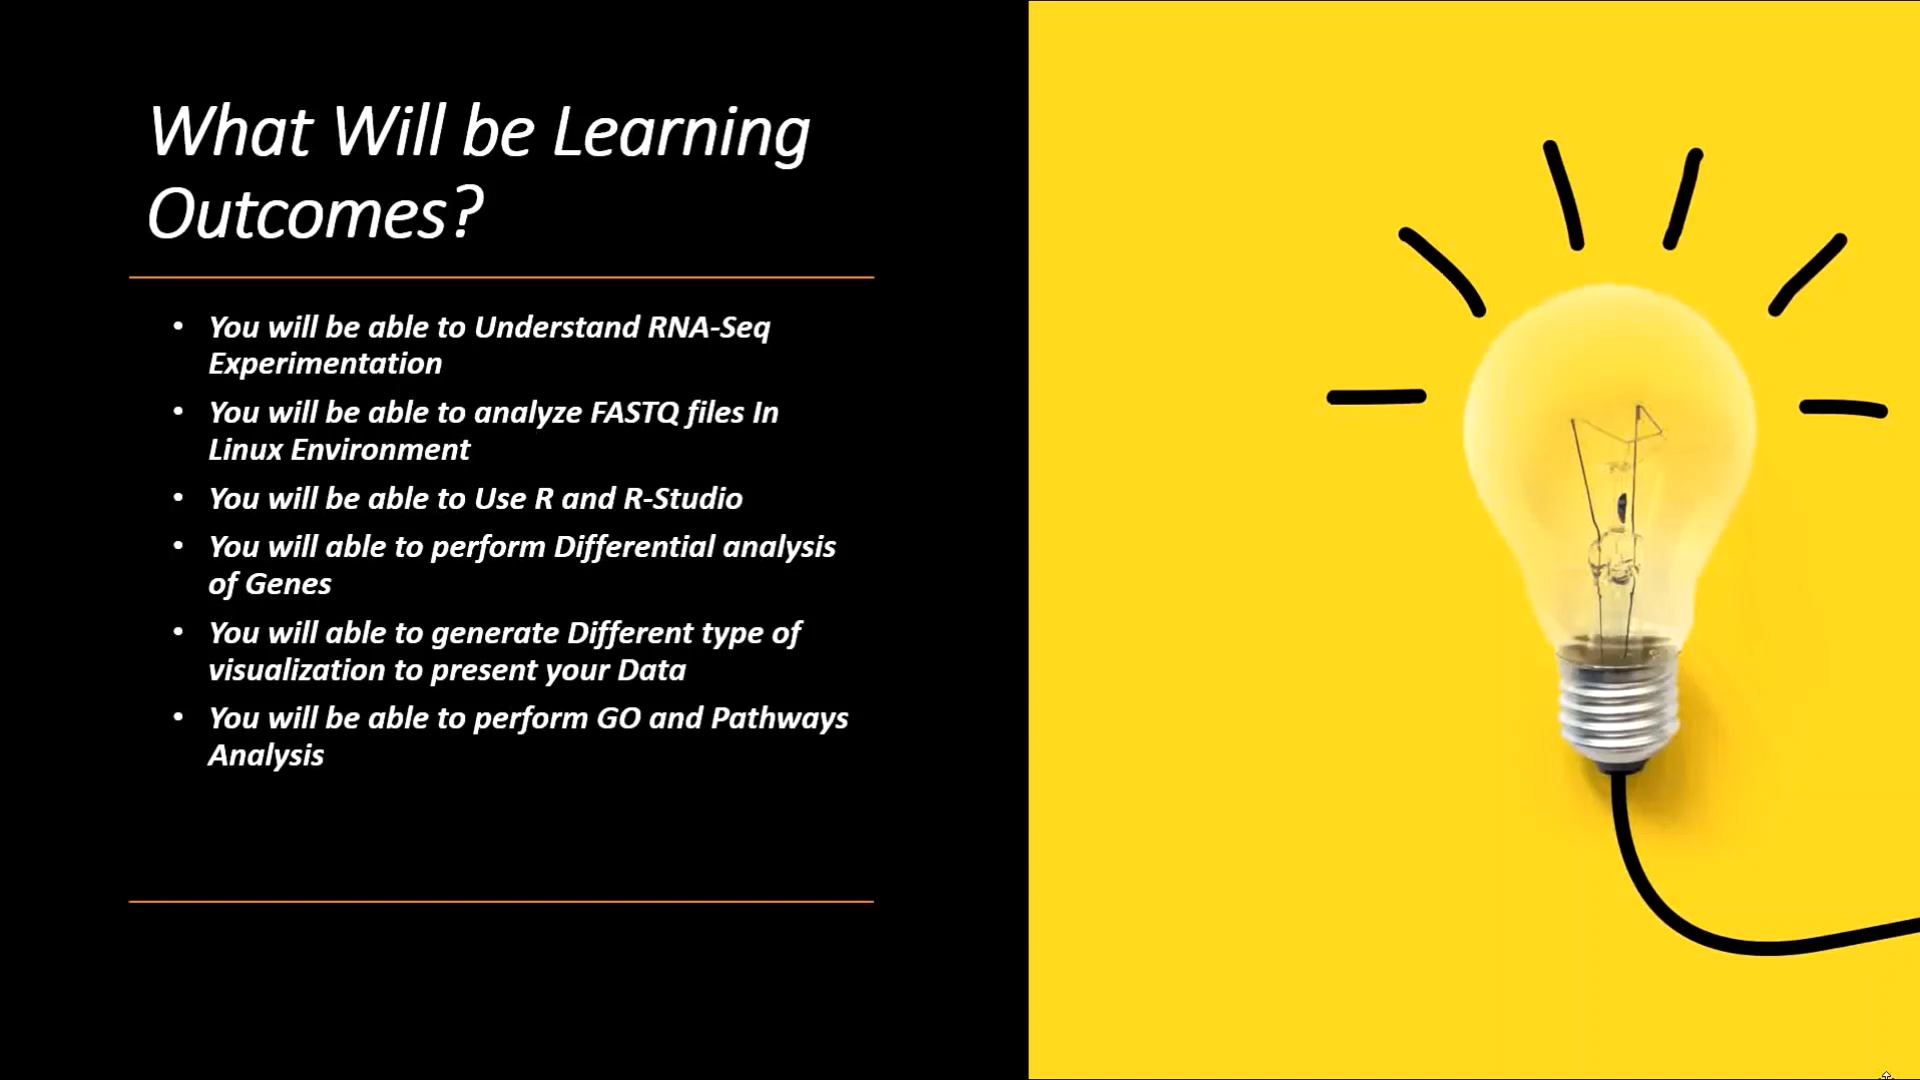 What Will be Learning
Outcomes?
• You will be able to Understand RNA-Seq
Experimentation
• You will be able to analyze FASTQ files In
Linux Environment
• You will be able to Use R and R-Studio
• You will able to perform Differential analysis
of Genes
• You will able to generate Different type of
visualization to present your Data
• You will be able to perform GO and Pathways
Analysis